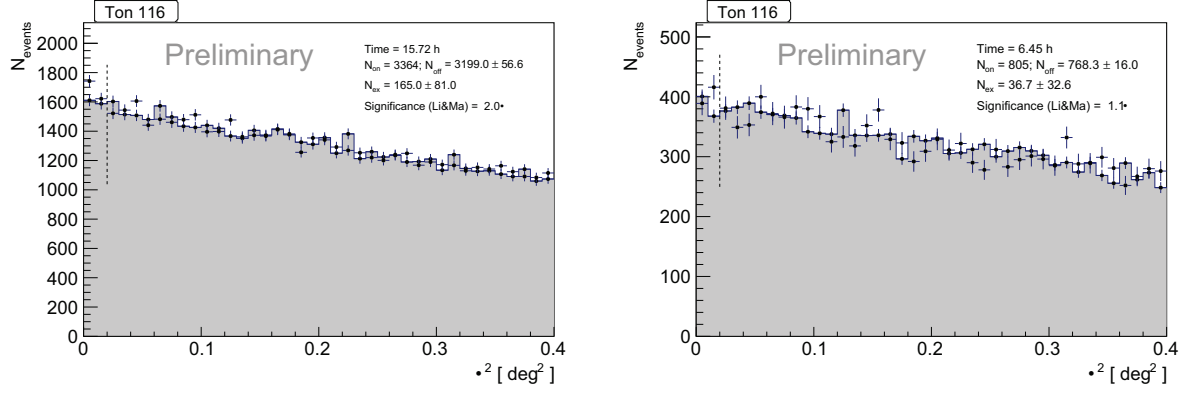 Ton 116
Preliminary
Time = 15.72 h
N_on = 3364; N_off = 3199.0 ± 56.6
N_ex = 165.0 ± 81.0
Significance (Li&Ma) = 2.0•
N_events
2000
1800
1600
1400
1200
1000
800
600
400
200
0
0 0.1 0.2 0.3 0.4
•² [ deg² ]
Ton 116
Preliminary
Time = 6.45 h
N_on = 805; N_off = 768.3 ± 16.0
N_ex = 36.7 ± 32.6
Significance (Li&Ma) = 1.1•
N_events
500
400
300
200
100
0
0 0.1 0.2 0.3 0.4
•² [ deg² ]